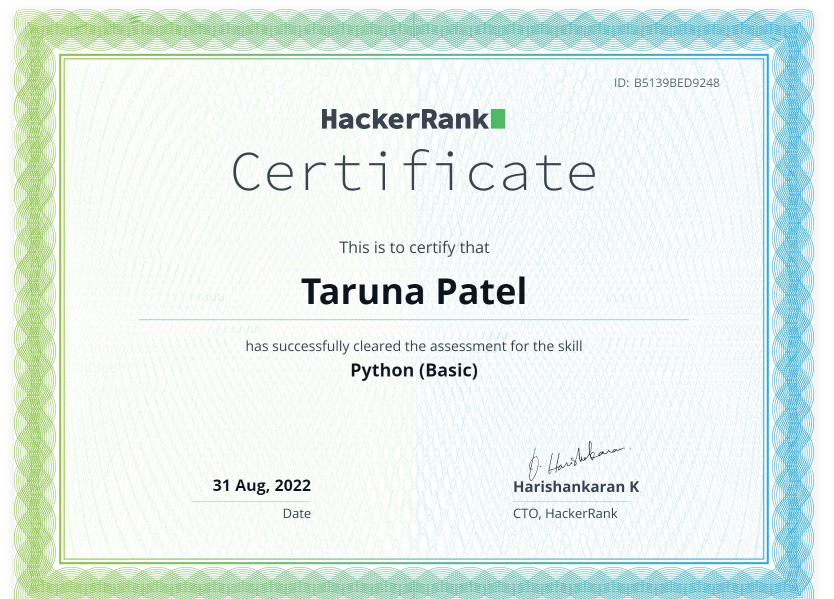 ID: B5139BED9248
HackerRank
Certificate
This is to certify that
Taruna Patel
has successfully cleared the assessment for the skill
Python (Basic)
31 Aug, 2022
Date
O. Harishankaran
Harishankaran K
CTO, HackerRank